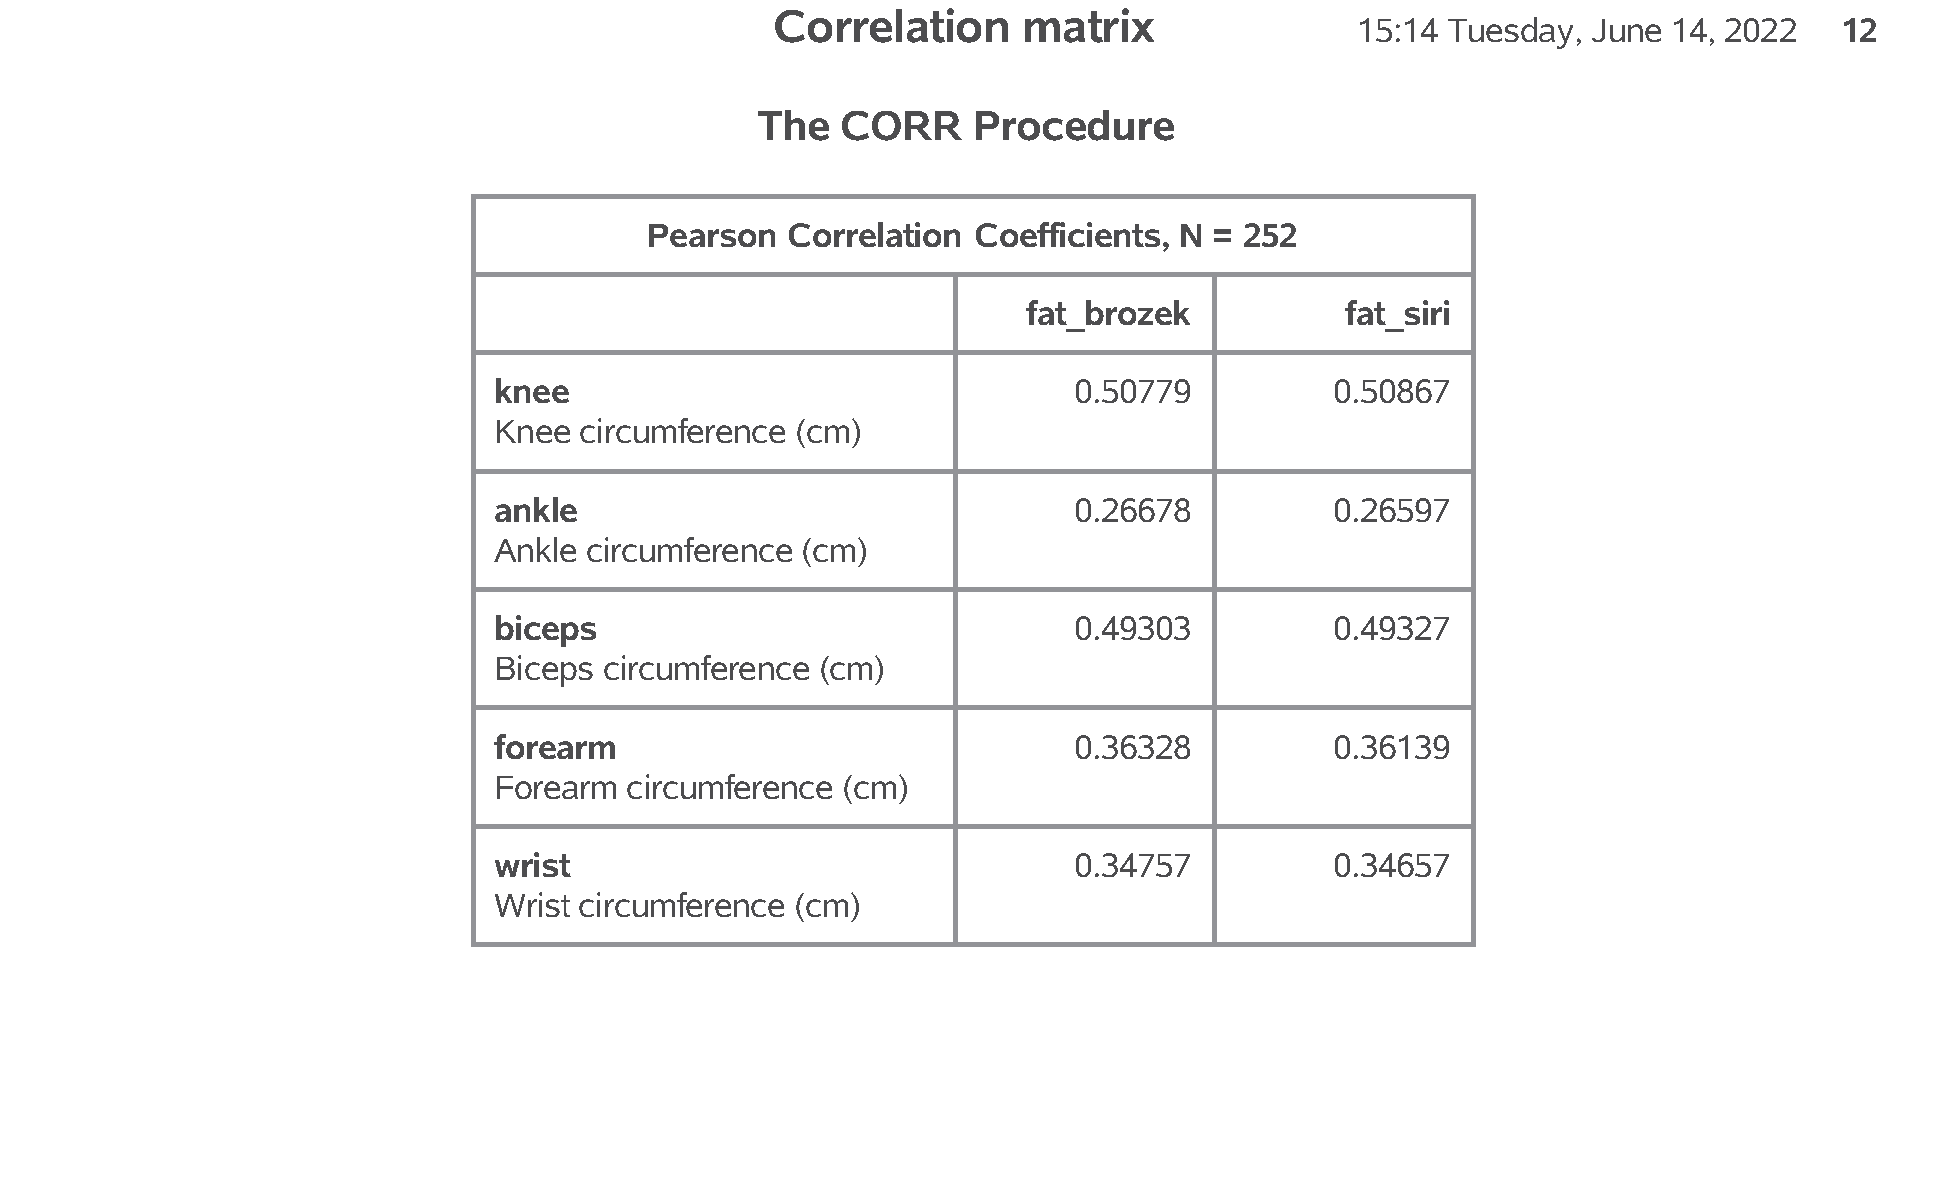 Correlation matrix 15:14 Tuesday, June 14, 2022 12
The CORR Procedure
Pearson Correlation Coefficients, N = 252
fat_brozek fat_siri
knee 0.50779 0.50867
Knee circumference (cm)
ankle 0.26678 0.26597
Ankle circumference (cm)
biceps 0.49303 0.49327
Biceps circumference (cm)
forearm 0.36328 0.36139
Forearm circumference (cm)
wrist 0.34757 0.34657
Wrist circumference (cm)